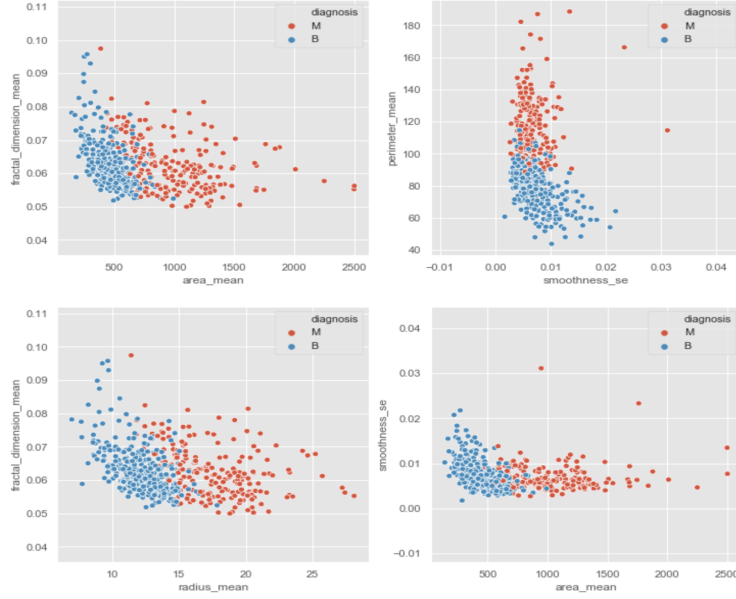 diagnosis
M
B
0.11
0.10
0.09
0.08
0.07
0.06
0.05
0.04
fractal_dimension_mean
500 1000 1500 2000 2500
area_mean
diagnosis
M
B
180
160
140
120
100
80
60
40
perimeter_mean
−0.01 0.00 0.01 0.02 0.03 0.04
smoothness_se
diagnosis
M
B
0.11
0.10
0.09
0.08
0.07
0.06
0.05
0.04
fractal_dimension_mean
10 15 20 25
radius_mean
diagnosis
M
B
0.04
0.03
0.02
0.01
0.00
−0.01
smoothness_se
500 1000 1500 2000 2500
area_mean